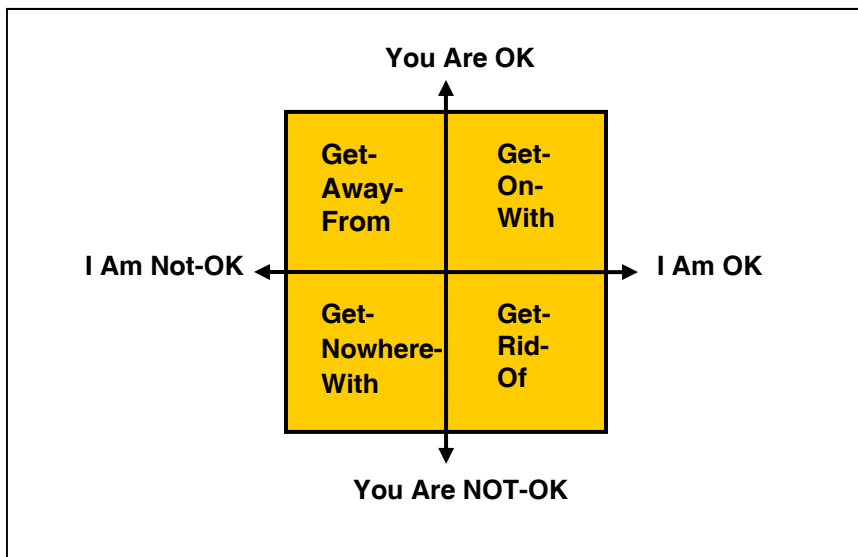 You Are OK
Get-
Away-
From
Get-
On-
With
I Am Not-OK
I Am OK
Get-
Nowhere-
With
Get-
Rid-
Of
You Are NOT-OK